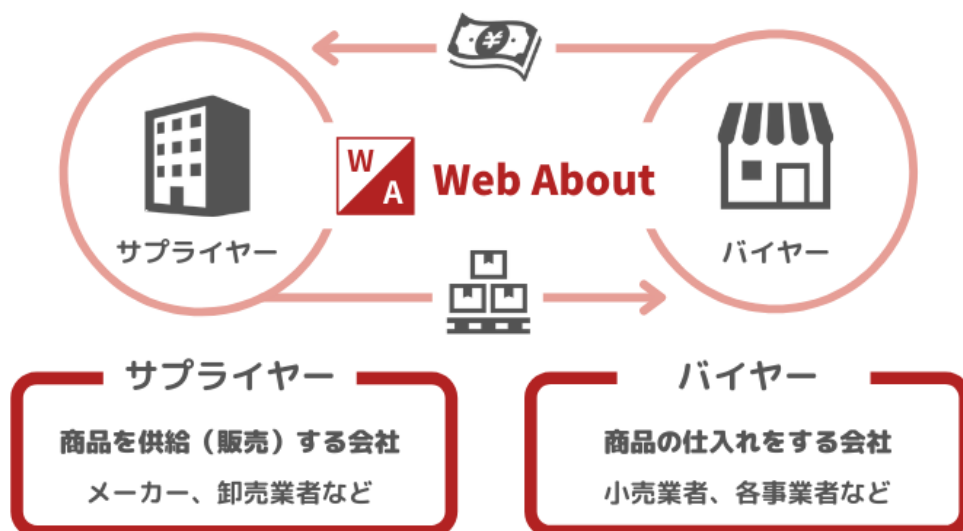 ¥
W
A
Web About
サプライヤー
バイヤー
サプライヤー
商品を供給（販売）する会社
メーカー、卸売業者など
バイヤー
商品の仕入れをする会社
小売業者、各事業者など